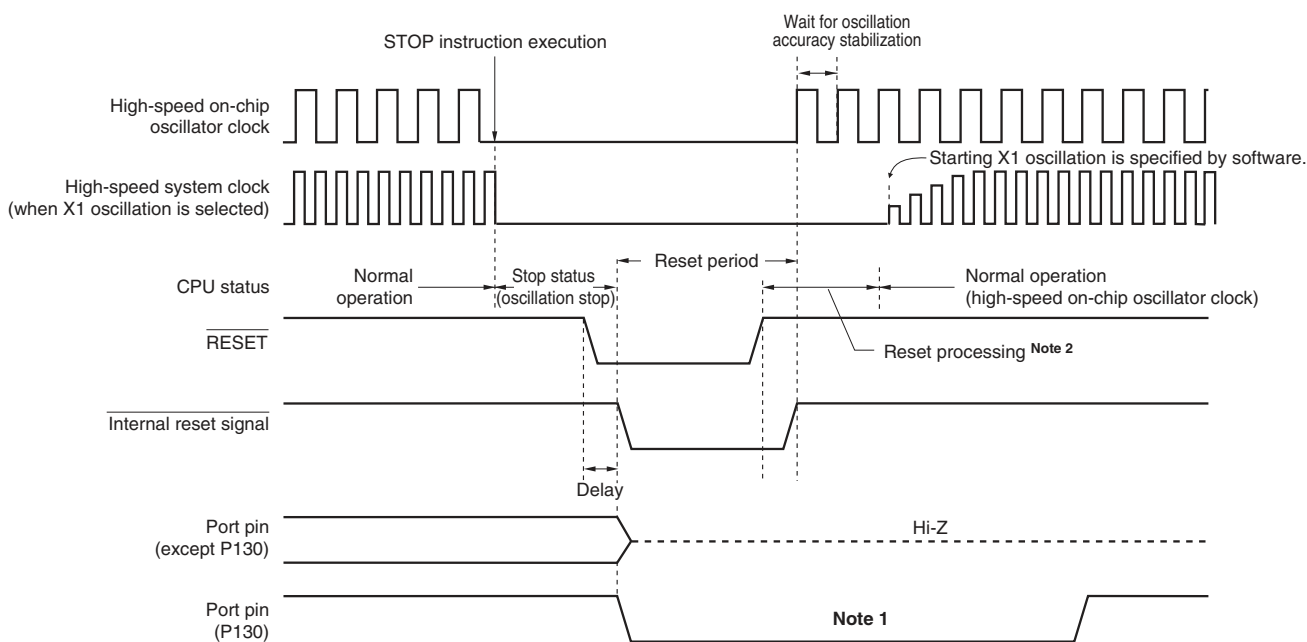 Wait for oscillation
accuracy stabilization
STOP instruction execution
High-speed on-chip
oscillator clock
Starting X1 oscillation is specified by software.
High-speed system clock
(when X1 oscillation is selected)
Reset period
CPU status
Normal
operation
Stop status
(oscillation stop)
Normal operation
(high-speed on-chip oscillator clock)
RESET
Reset processing Note 2
Internal reset signal
Delay
Port pin
(except P130)
Hi-Z
Port pin
(P130)
Note 1